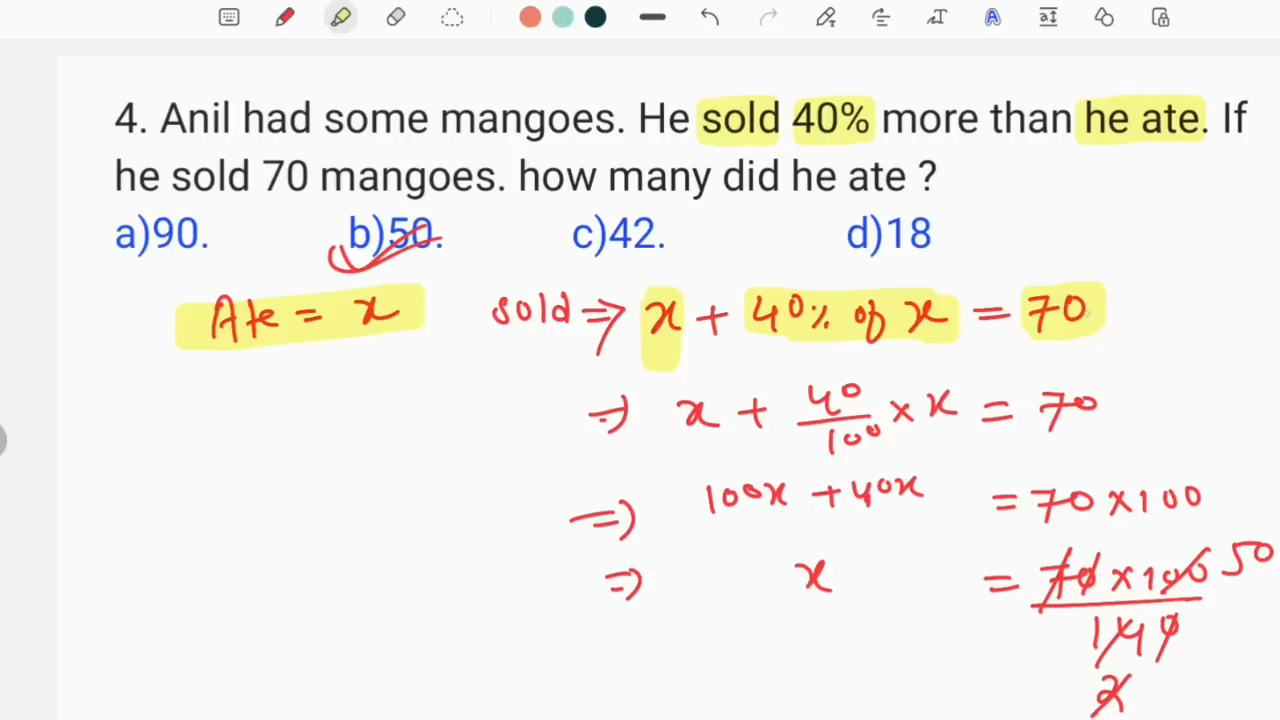 4. Anil had some mangoes. He sold 40% more than he ate. If
he sold 70 mangoes. how many did he ate ?
a)90. b)50. c)42. d)18
Ate = x sold ⇒ x + 40% of x = 70
⇒ x + 40/100 × x = 70
⇒ 100x + 40x = 70 × 100
⇒ x = 70 × 100 / 140 50
2